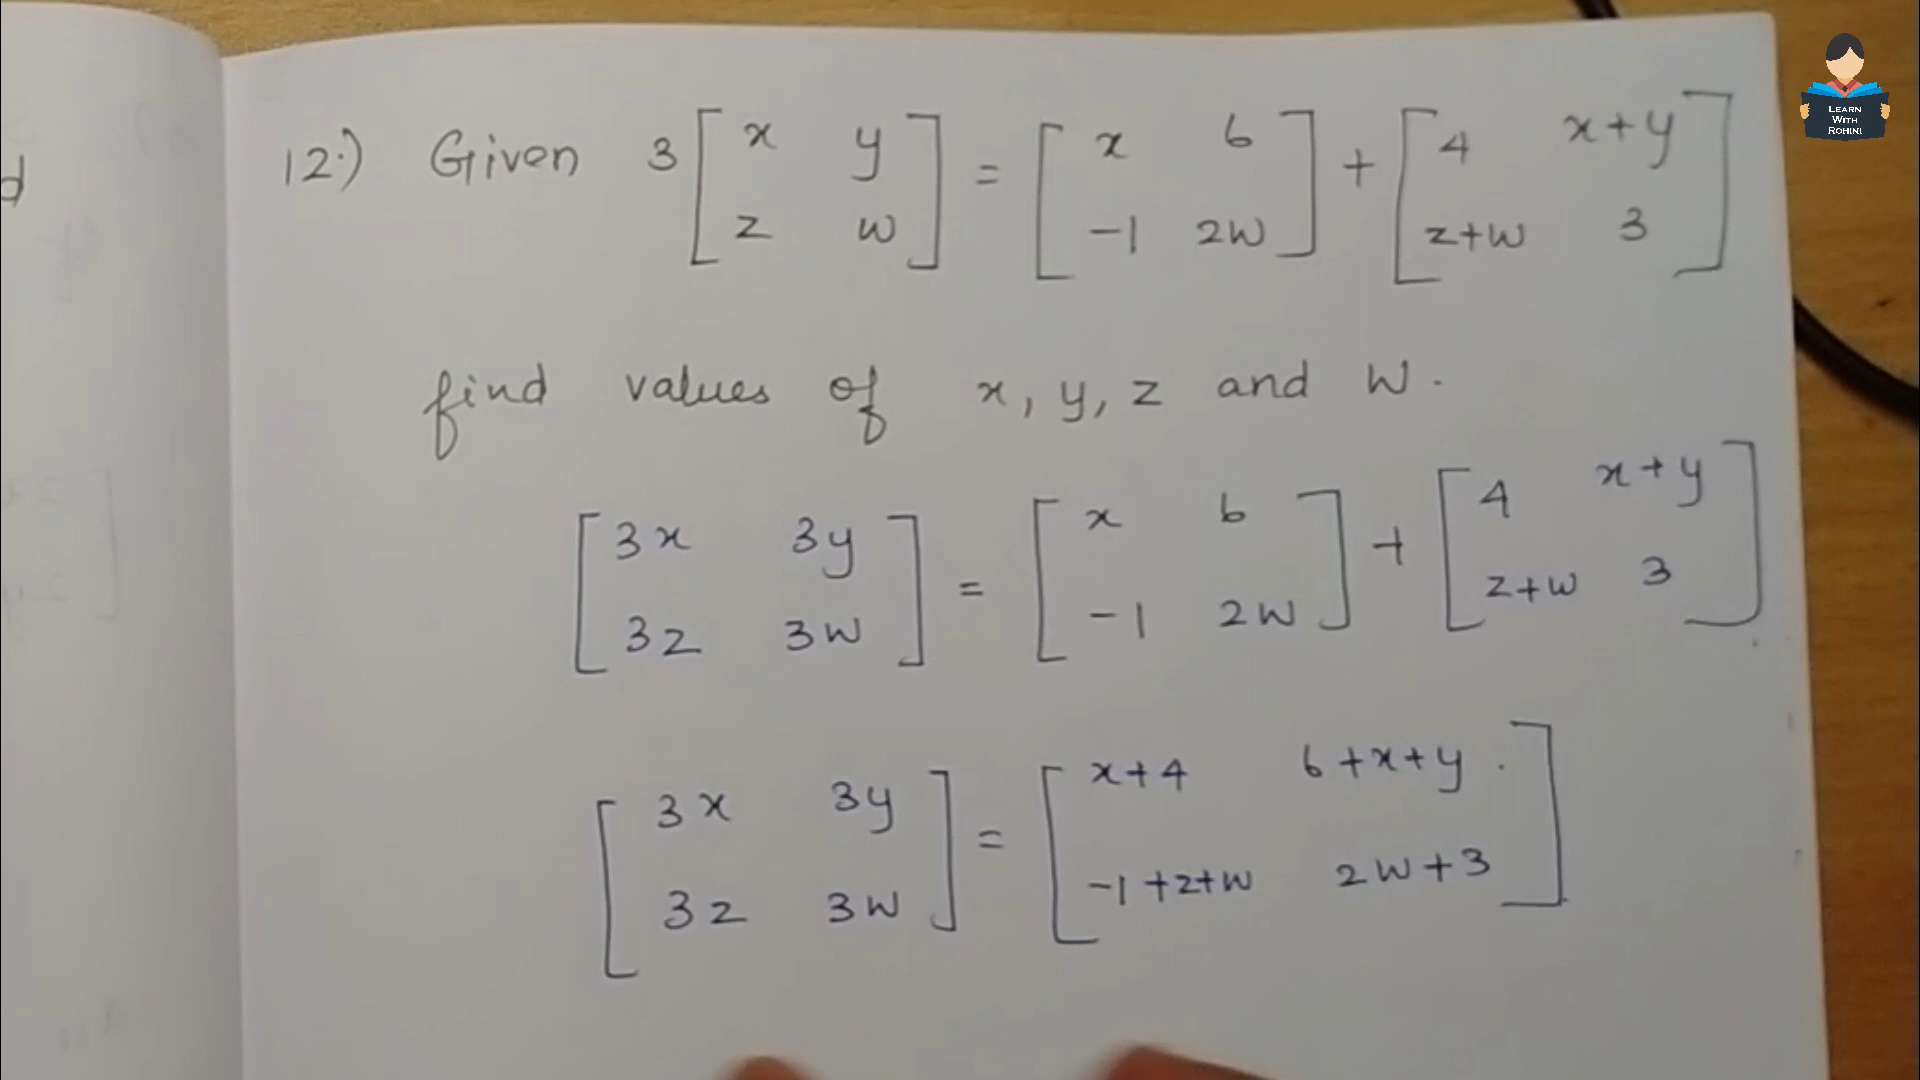 d
12.) Given 3 [ x y ] = [ x 6 ] + [ 4 x+y ]
[ z w ] [ -1 2w ] [ z+w 3 ]
find values of x, y, z and w.
[ 3x 3y ] = [ x 6 ] + [ 4 x+y ]
[ 3z 3w ] [ -1 2w ] [ z+w 3 ]
[ 3x 3y ] = [ x+4 6+x+y ]
[ 3z 3w ] [ -1+z+w 2w+3 ]
LEARN
WITH
ROHINI